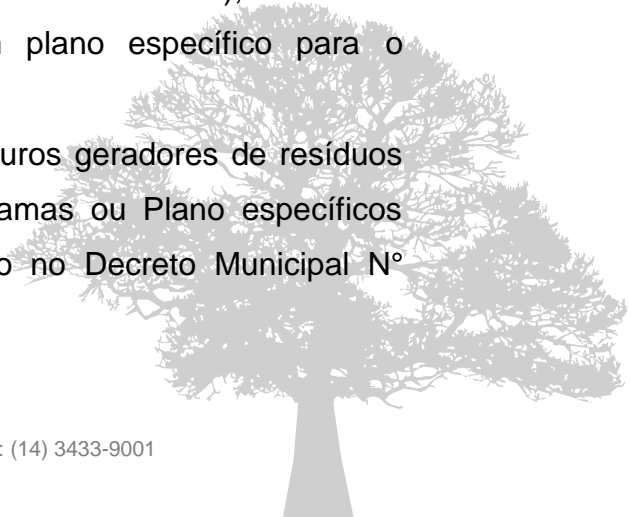 ),
plano específico para o
uros geradores de resíduos
amas ou Plano específicos
o no Decreto Municipal N°
: (14) 3433-9001